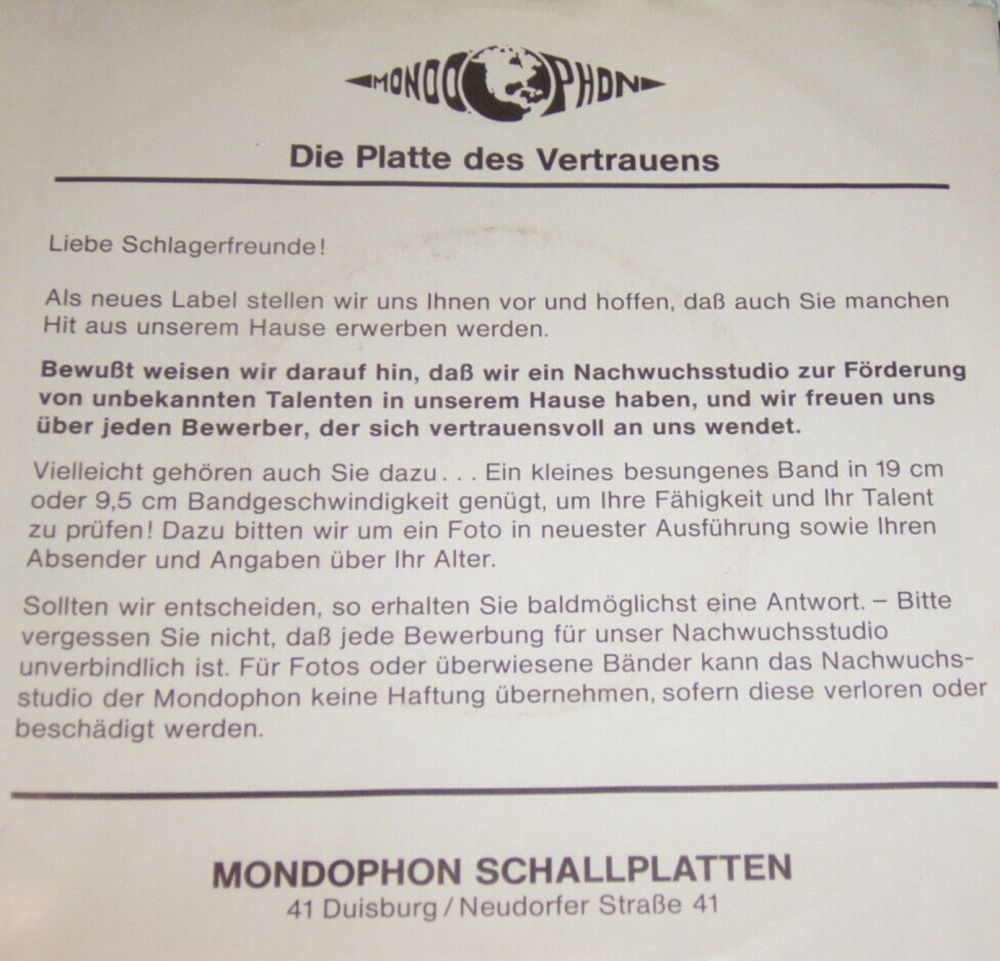 MONDOPHON
Die Platte des Vertrauens
Liebe Schlagerfreunde!
Als neues Label stellen wir uns Ihnen vor und hoffen, daß auch Sie manchen
Hit aus unserem Hause erwerben werden.
Bewußt weisen wir darauf hin, daß wir ein Nachwuchsstudio zur Förderung
von unbekannten Talenten in unserem Hause haben, und wir freuen uns
über jeden Bewerber, der sich vertrauensvoll an uns wendet.
Vielleicht gehören auch Sie dazu... Ein kleines besungenes Band in 19 cm
oder 9,5 cm Bandgeschwindigkeit genügt, um Ihre Fähigkeit und Ihr Talent
zu prüfen! Dazu bitten wir um ein Foto in neuester Ausführung sowie Ihren
Absender und Angaben über Ihr Alter.
Sollten wir entscheiden, so erhalten Sie baldmöglichst eine Antwort. – Bitte
vergessen Sie nicht, daß jede Bewerbung für unser Nachwuchsstudio
unverbindlich ist. Für Fotos oder überwiesene Bänder kann das Nachwuchs-
studio der Mondophon keine Haftung übernehmen, sofern diese verloren oder
beschädigt werden.
MONDOPHON SCHALLPLATTEN
41 Duisburg / Neudorfer Straße 41